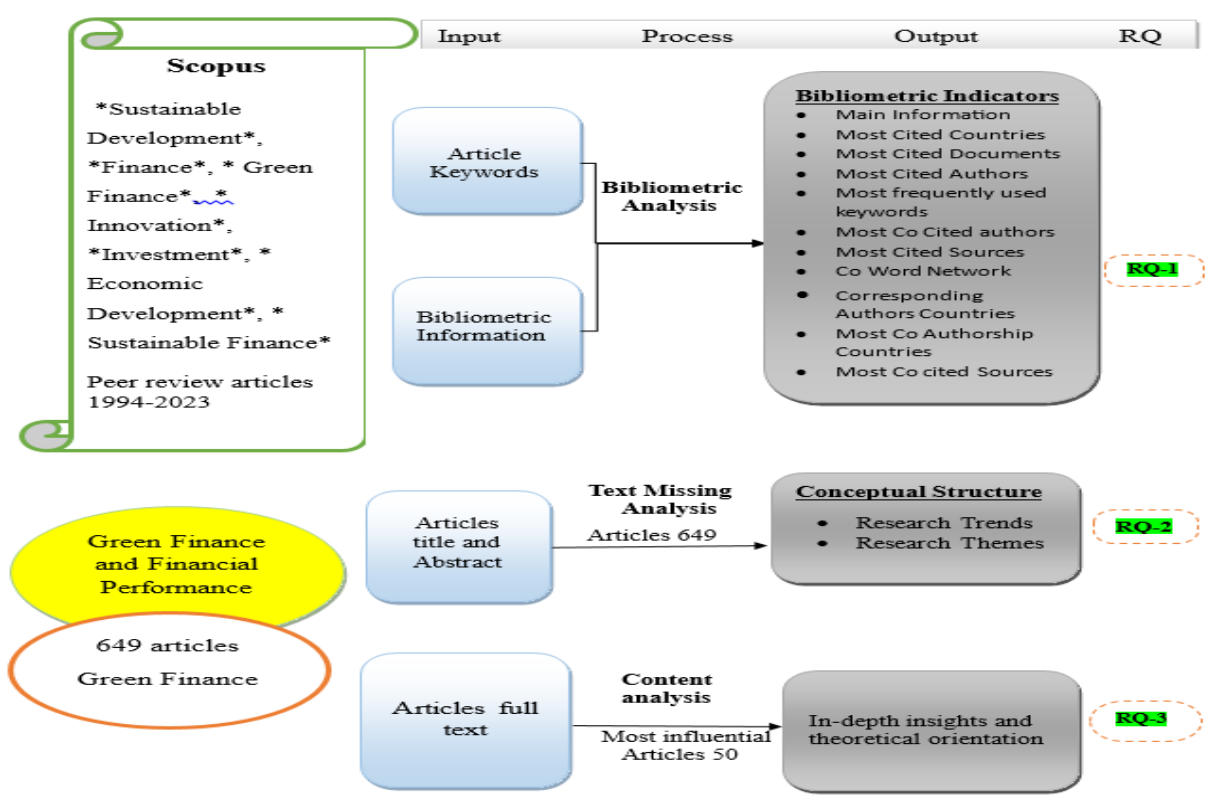 Input Process Output RQ
Scopus
*Sustainable
Development*,
*Finance*, * Green
Finance*, *
Innovation*,
*Investment*, *
Economic
Development*, *
Sustainable Finance*
Peer review articles
1994-2023
Article
Keywords
Bibliometric
Information
Bibliometric
Analysis
Bibliometric Indicators
• Main Information
• Most Cited Countries
• Most Cited Documents
• Most Cited Authors
• Most frequently used
keywords
• Most Co Cited authors
• Most Cited Sources
• Co Word Network
• Corresponding
Authors Countries
• Most Co Authorship
Countries
• Most Co cited Sources
RQ-1
Green Finance
and Financial
Performance
649 articles
Green Finance
Articles
title and
Abstract
Text Missing
Analysis
Articles 649
Conceptual Structure
• Research Trends
• Research Themes
RQ-2
Articles full
text
Content
analysis
Most influential
Articles 50
In-depth insights and
theoretical orientation
RQ-3